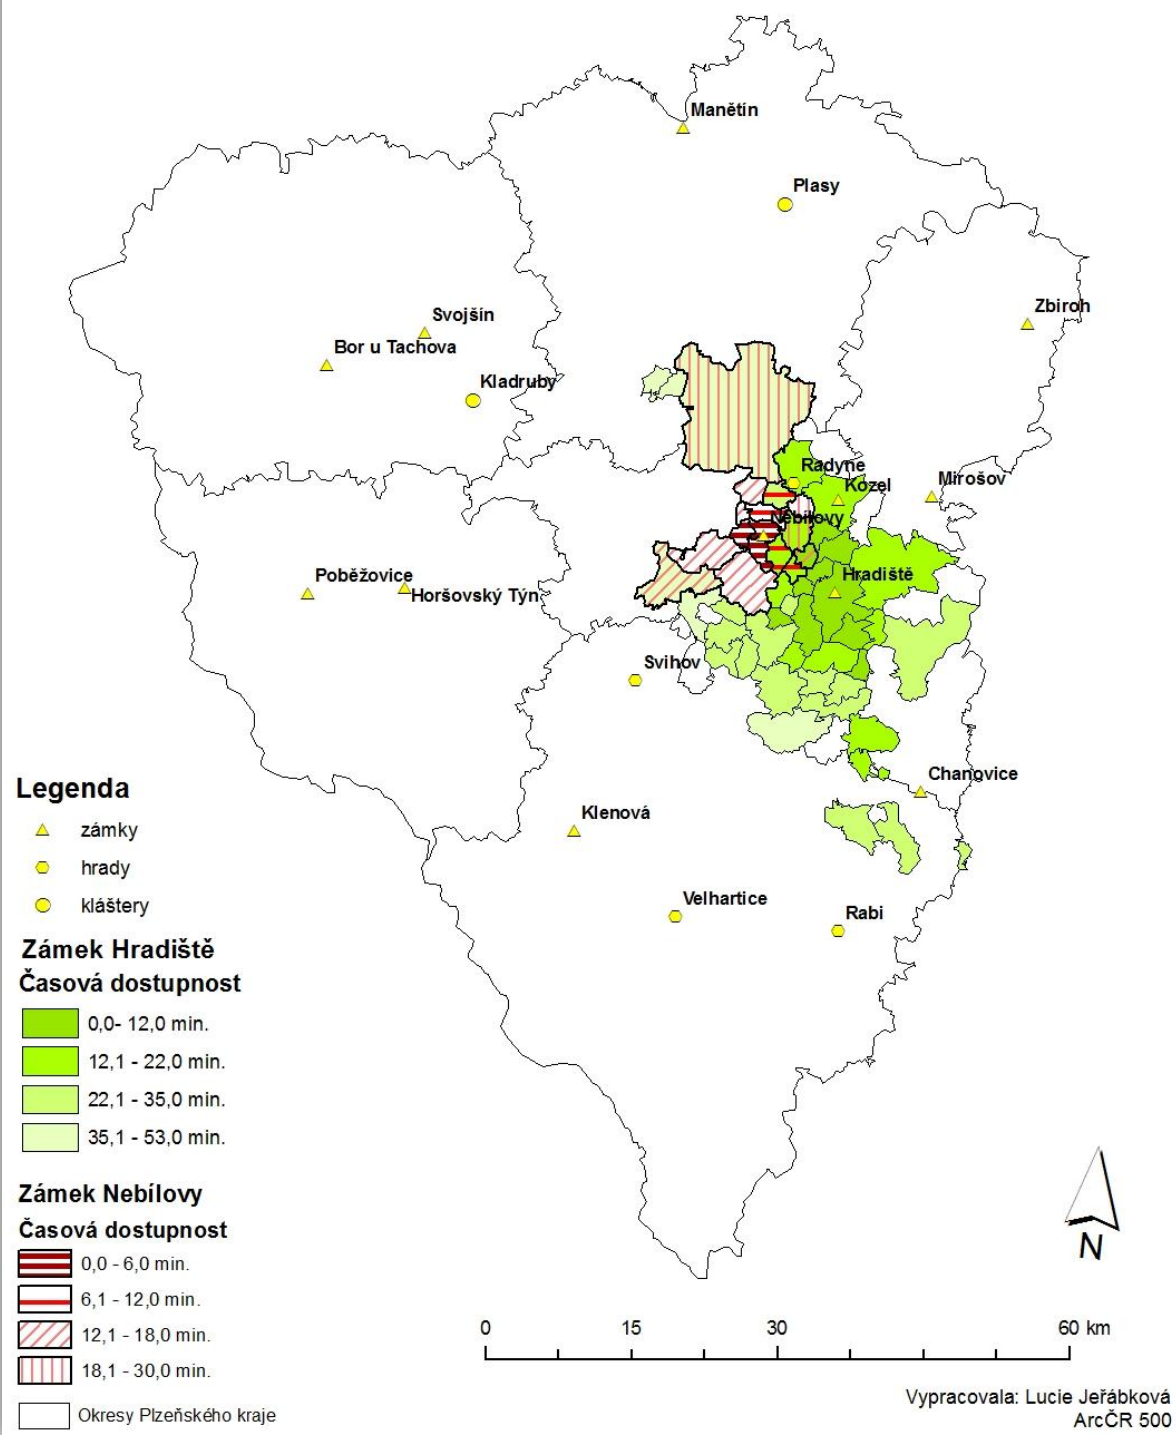 Manětín
Plasy
Zbiroh
Svojšín
Bor u Tachova
Kladruby
Radyne
Kozel
Mirošov
Nebílovy
Hradiště
Poběžovice
Horšovský Týn
Svihov
Chanovice
Klenová
Velhartice
Rabi
Legenda
zámky
hrady
kláštery
Zámek Hradiště
Časová dostupnost
0,0- 12,0 min.
12,1 - 22,0 min.
22,1 - 35,0 min.
35,1 - 53,0 min.
Zámek Nebílovy
Časová dostupnost
0,0 - 6,0 min.
6,1 - 12,0 min.
12,1 - 18,0 min.
18,1 - 30,0 min.
Okresy Plzeňského kraje
N
0 15 30 60 km
Vypracovala: Lucie Jeřábková
ArcČR 500